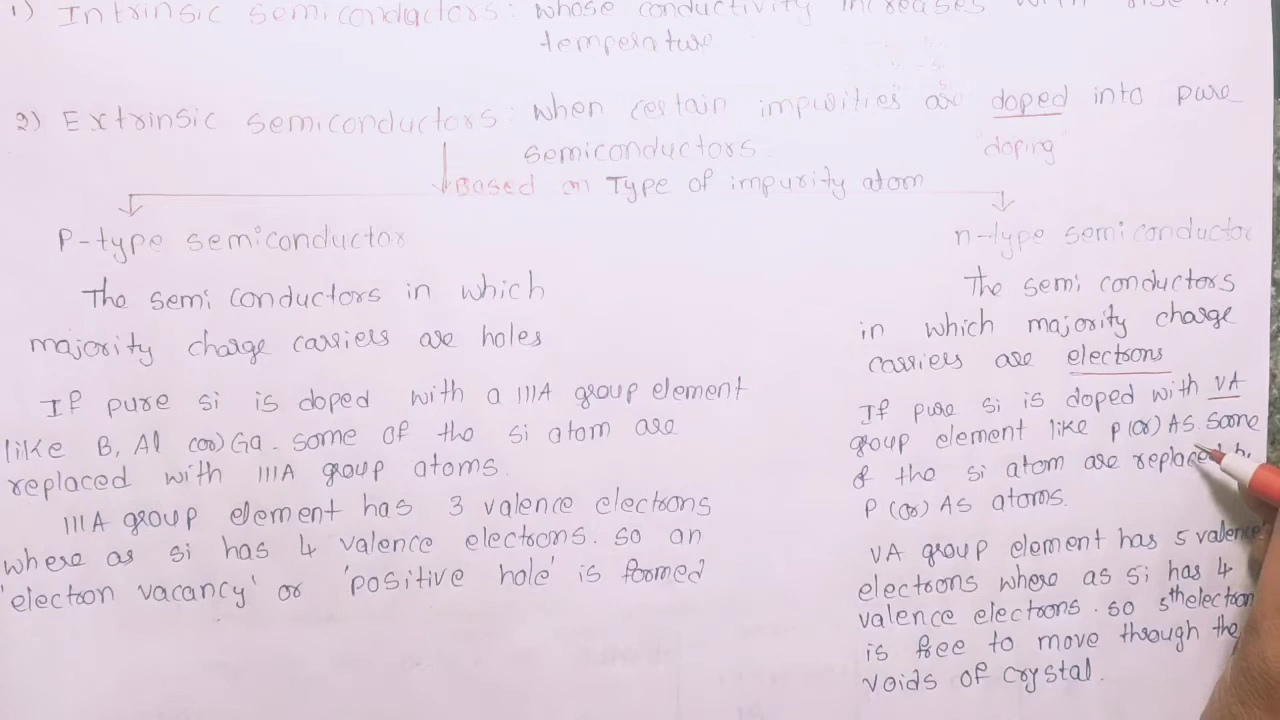 1) Intrinsic semiconductors: whose conductivity increases with rise in
temperature
2) Extrinsic semiconductors: when certain impurities are doped into pure
semiconductors.
"doping"
Based on Type of impurity atom
P-type semiconductor
The semi conductors in which
majority charge carriers are holes
If pure si is doped with a IIIA group element
like B, Al (or) Ga. some of the si atom are
replaced with IIIA group atoms.
IIIA group element has 3 valence electrons
where as si has 4 valence electrons. so an
'electron vacancy' or 'positive hole' is formed
n-type semiconductor
The semi conductors
in which majority charge
carriers are electrons
If pure si is doped with VA
group element like P (or) As. some
of the si atom are replaced
P (or) As atoms.
VA group element has 5 valence
electrons where as si has 4
valence electrons. so 5th electron
is free to move through the
voids of crystal.